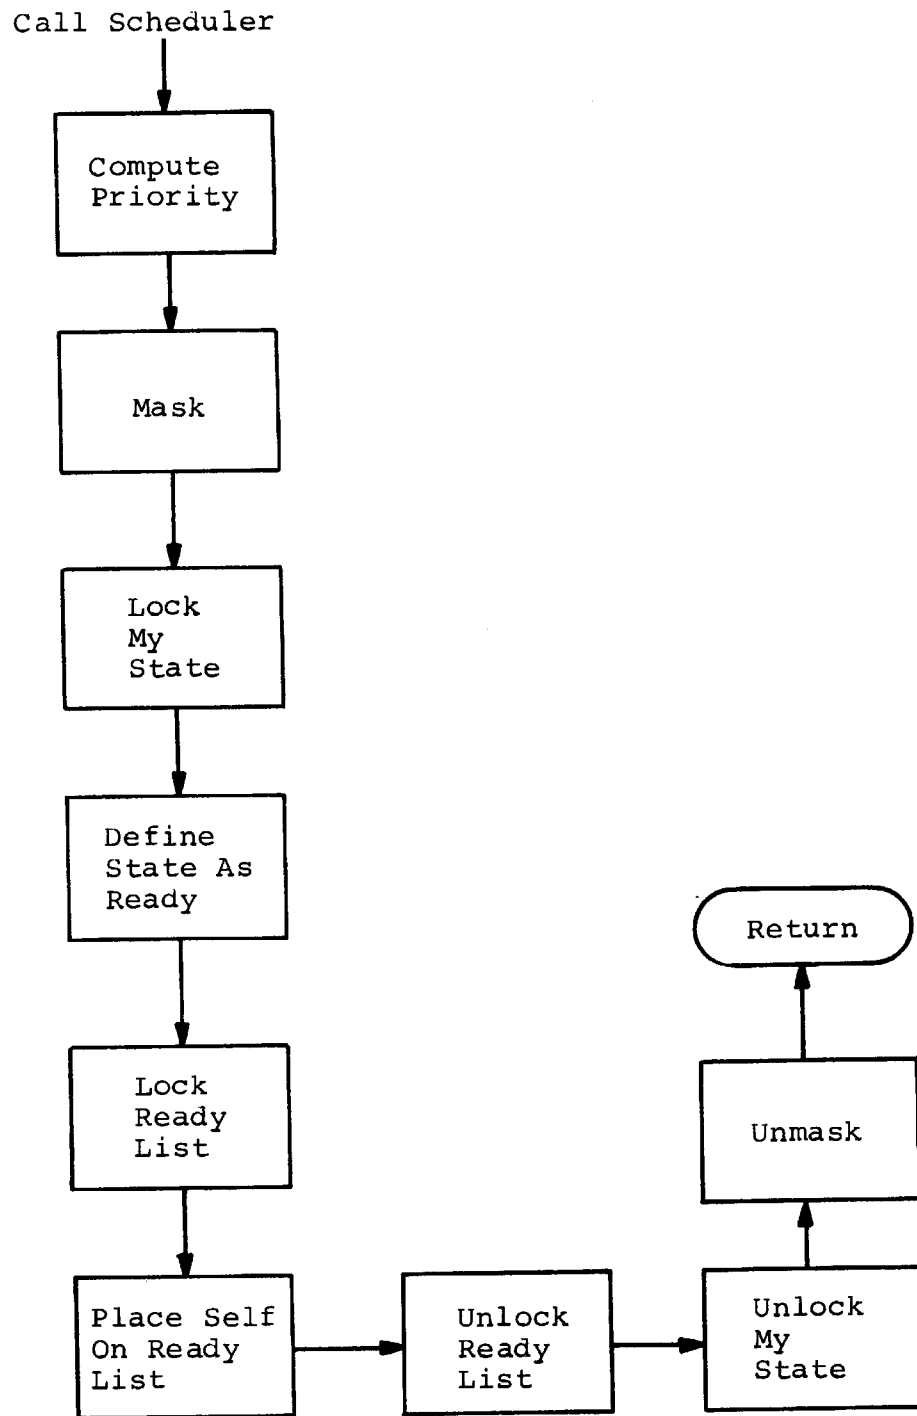 Call Scheduler
Compute
Priority
Mask
Lock
My
State
Define
State As
Ready
Lock
Ready
List
Place Self
On Ready
List
Unlock
Ready
List
Unlock
My
State
Unmask
Return